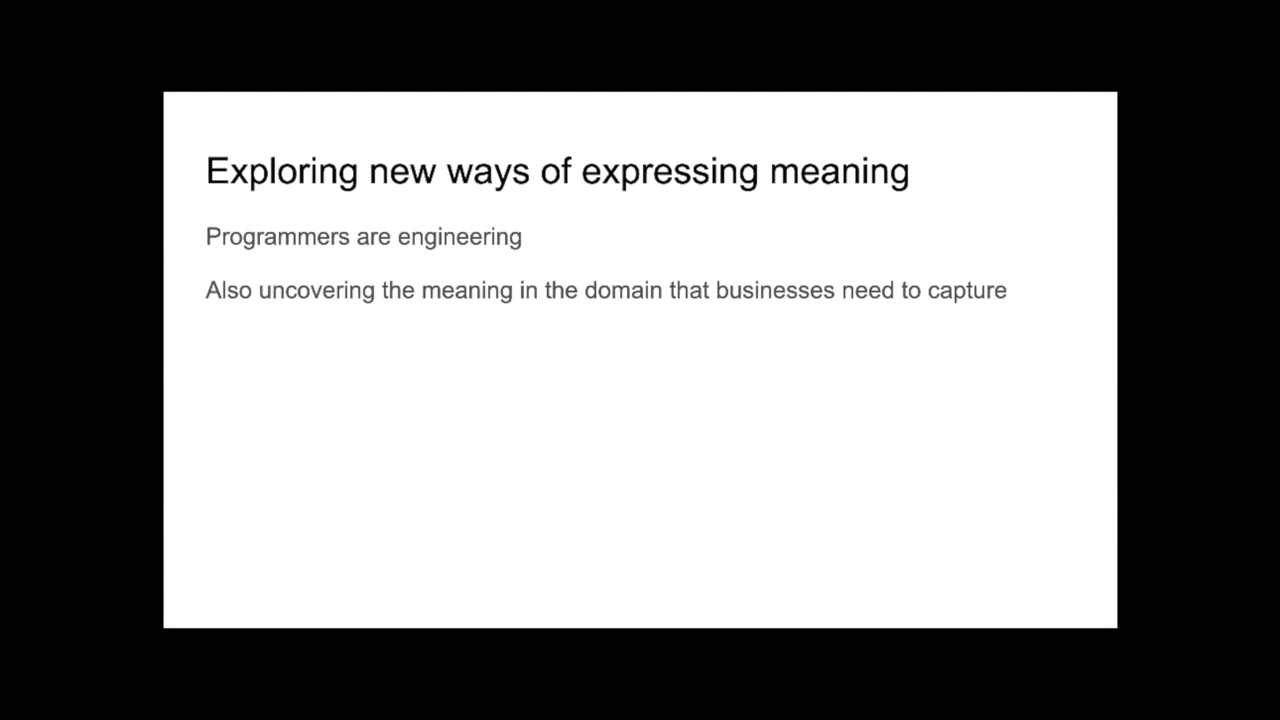 Exploring new ways of expressing meaning
Programmers are engineering
Also uncovering the meaning in the domain that businesses need to capture